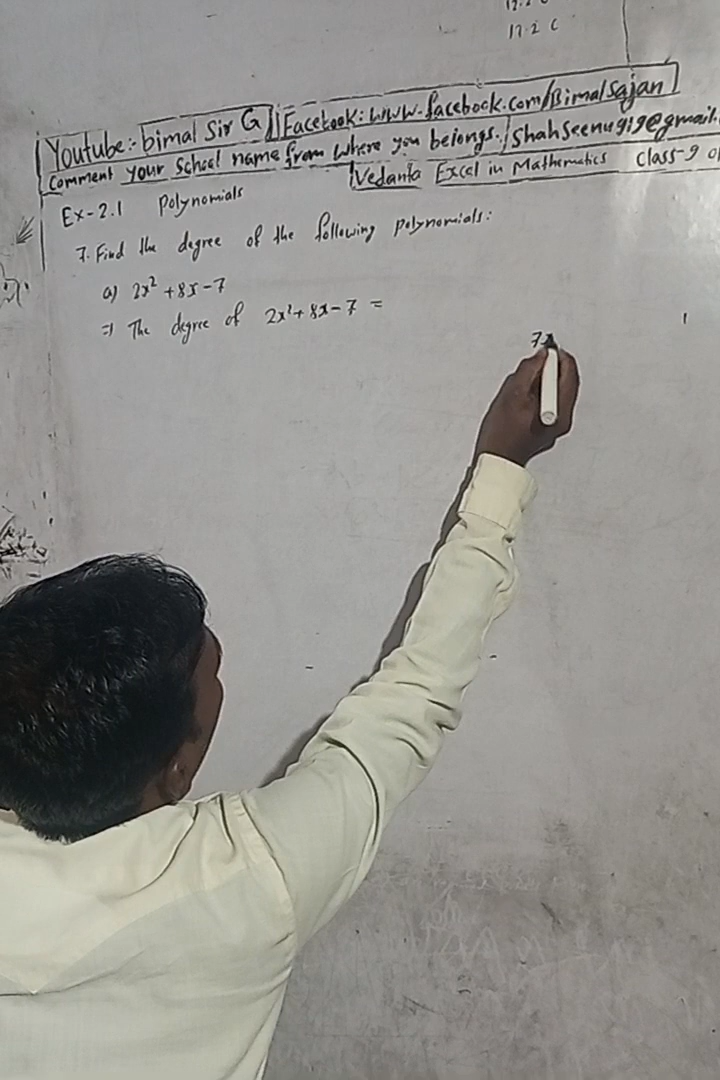 17.2 C
Youtube:- bimal Sir G || Facebook: www.facebook.com/Bimalsajan
Comment your School name from where you belongs. / Shahseenu919@gmail.
Vedanta Excel in Mathematics Class-9 of
Ex-2.1 Polynomials
7. Find the degree of the following polynomials:
a) 2x² + 8x - 7
⇒ The degree of 2x² + 8x - 7 =
7x